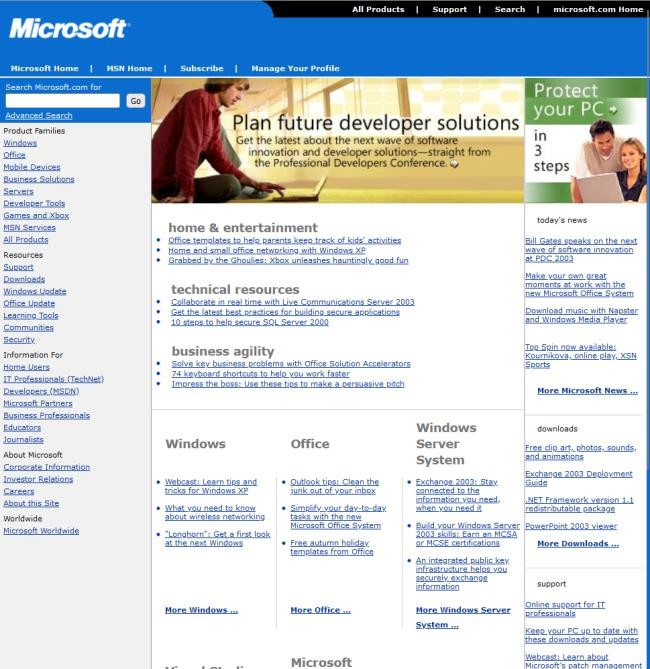 All Products | Support | Search | microsoft.com Home
Microsoft
Microsoft Home | MSN Home | Subscribe | Manage Your Profile
Search Microsoft.com for
Go
Advanced Search
Product Families
Windows
Office
Mobile Devices
Business Solutions
Servers
Developer Tools
Games and Xbox
MSN Services
All Products
Resources
Support
Downloads
Windows Update
Office Update
Learning Tools
Communities
Security
Information For
Home Users
IT Professionals (TechNet)
Developers (MSDN)
Microsoft Partners
Business Professionals
Educators
Journalists
About Microsoft
Corporate Information
Investor Relations
Careers
About this Site
Worldwide
Microsoft Worldwide
Plan future developer solutions
Get the latest about the next wave of software
innovation and developer solutions—straight from
the Professional Developers Conference.
home & entertainment
Office templates to help parents keep track of kids' activities
Home and small office networking with Windows XP
Grabbed by the Ghoulies: Xbox unleashes hauntingly good fun
technical resources
Collaborate in real time with Live Communications Server 2003
Get the latest best practices for building secure applications
10 steps to help secure SQL Server 2000
business agility
Solve key business problems with Office Solution Accelerators
74 keyboard shortcuts to help you work faster
Impress the boss: Use these tips to make a persuasive pitch
Windows
Webcast: Learn tips and
tricks for Windows XP
What you need to know
about wireless networking
"Longhorn": Get a first look
at the next Windows
More Windows ...
Office
Outlook tips: Clean the
junk out of your inbox
Simplify your day-to-day
tasks with the new
Microsoft Office System
Free autumn holiday
templates from Office
More Office ...
Windows
Server
System
Exchange 2003: Stay
connected to the
information you need,
when you need it
Build your Windows Server
2003 skills: Earn an MCSA
or MCSE certifications
An integrated public key
infrastructure helps you
securely exchange
information
More Windows Server
System ...
Microsoft
Protect
your PC
in
3
steps
today's news
Bill Gates speaks on the next
wave of software innovation
at PDC 2003
Make your own great
moments at work with the
new Microsoft Office System
Download music with Napster
and Windows Media Player
Top Spin now available:
Kournikova, online play, XSN
Sports
More Microsoft News ...
downloads
Free clip art, photos, sounds,
and animations
Exchange 2003 Deployment
Guide
.NET Framework version 1.1
redistributable package
PowerPoint 2003 viewer
More Downloads ...
support
Online support for IT
professionals
Keep your PC up to date with
these downloads and updates
Webcast: Learn about
Microsoft's patch management